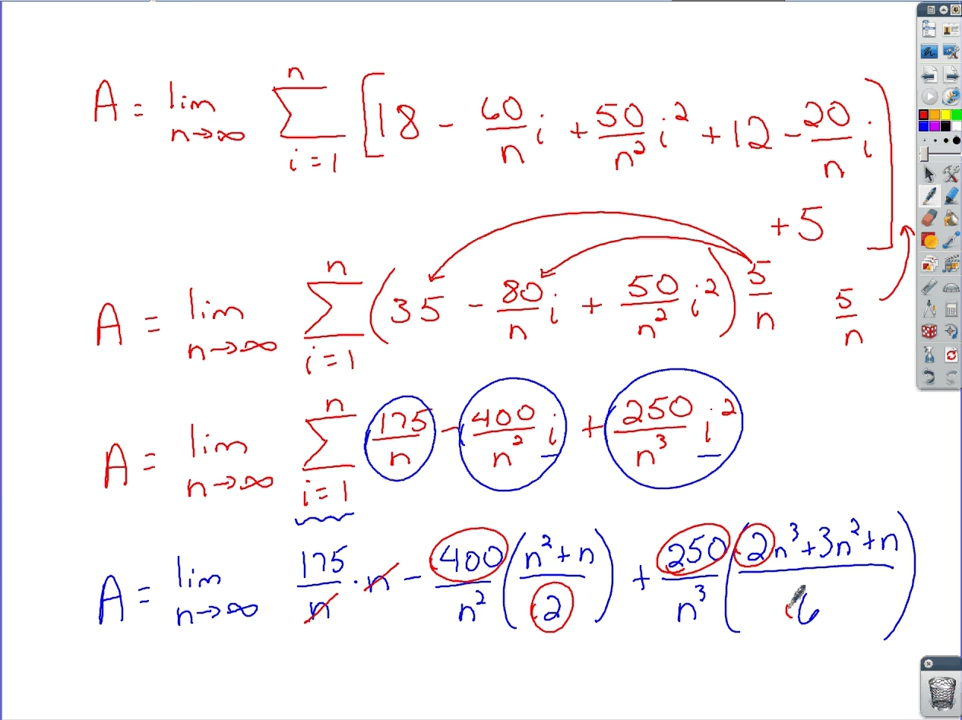 A = lim n→∞ Σ i=1 n [18 - 60/n i + 50/n² i² + 12 - 20/n i
+ 5]
A = lim n→∞ Σ i=1 n (35 - 80/n i + 50/n² i²) 5/n 5/n
A = lim n→∞ Σ i=1 n 175/n - 400/n² i + 250/n³ i²
A = lim n→∞ 175/n · n - 400/n² (n²+n / 2) + 250/n³ (2n³+3n²+n / 6)